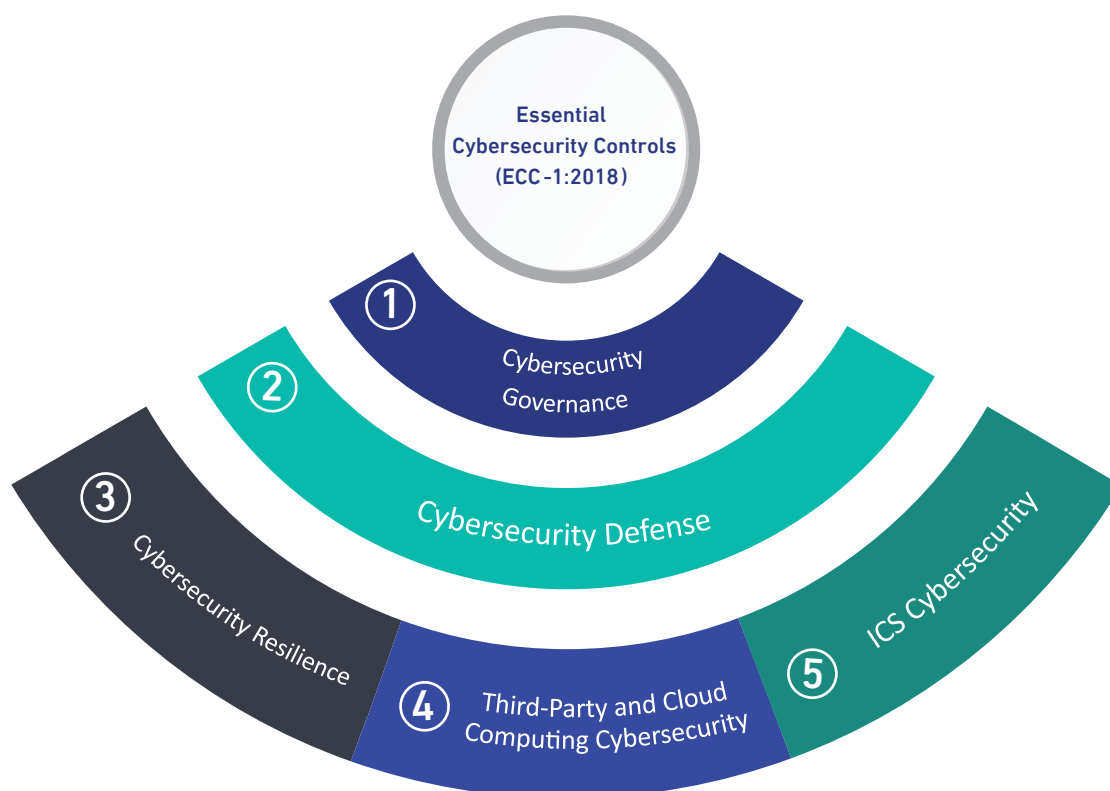 Essential
Cybersecurity Controls
(ECC-1:2018)
1
Cybersecurity
Governance
2
Cybersecurity Defense
3
Cybersecurity Resilience
4
Third-Party and Cloud
Computing Cybersecurity
5
ICS Cybersecurity